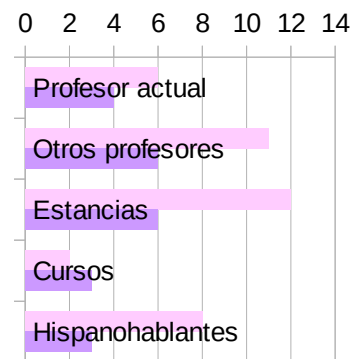 0 2 4 6 8 10 12 14
Profesor actual
Otros profesores
Estancias
Cursos
Hispanohablantes